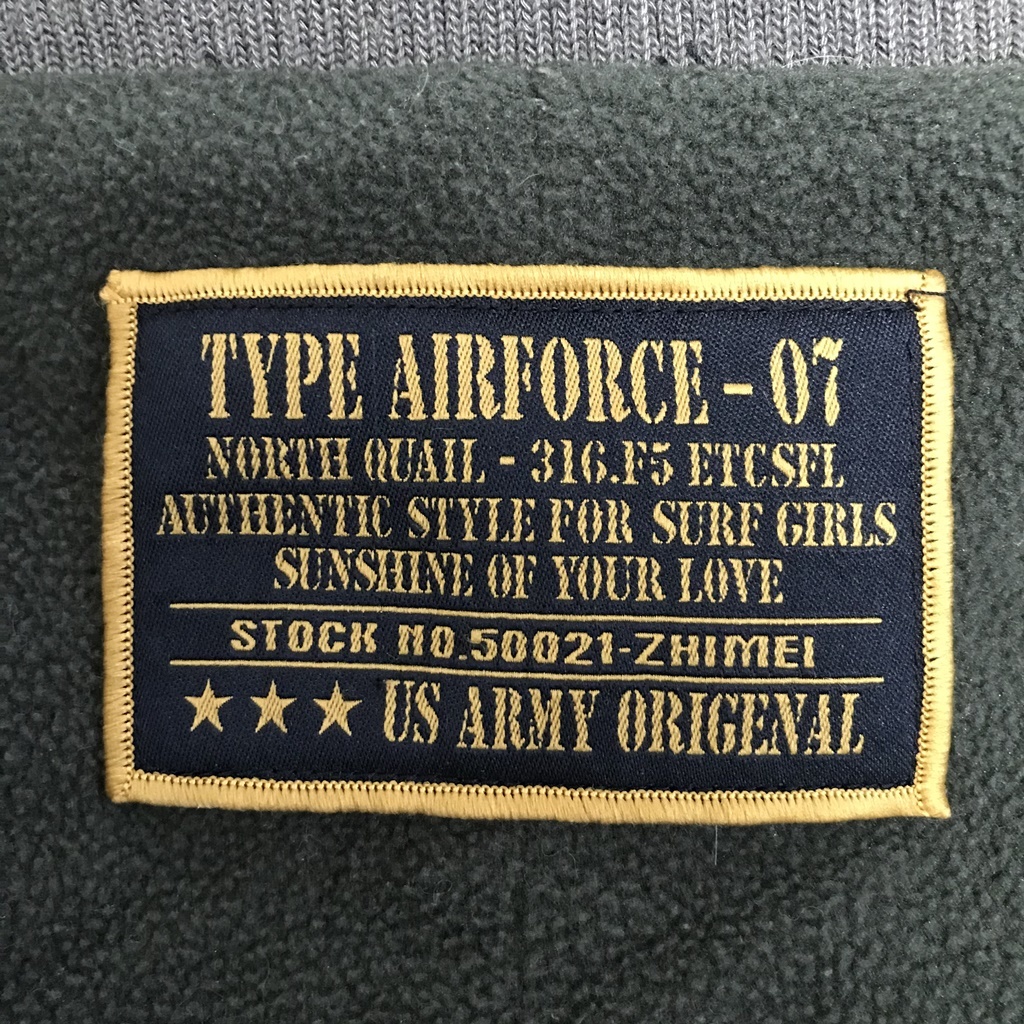 TYPE AIRFORCE - 07
NORTH QUAIL - 316.F5 ETCSFL
AUTHENTIC STYLE FOR SURF GIRLS
SUNSHINE OF YOUR LOVE
STOCK NO.50021-ZHIMEI
★★★ US ARMY ORIGENAL